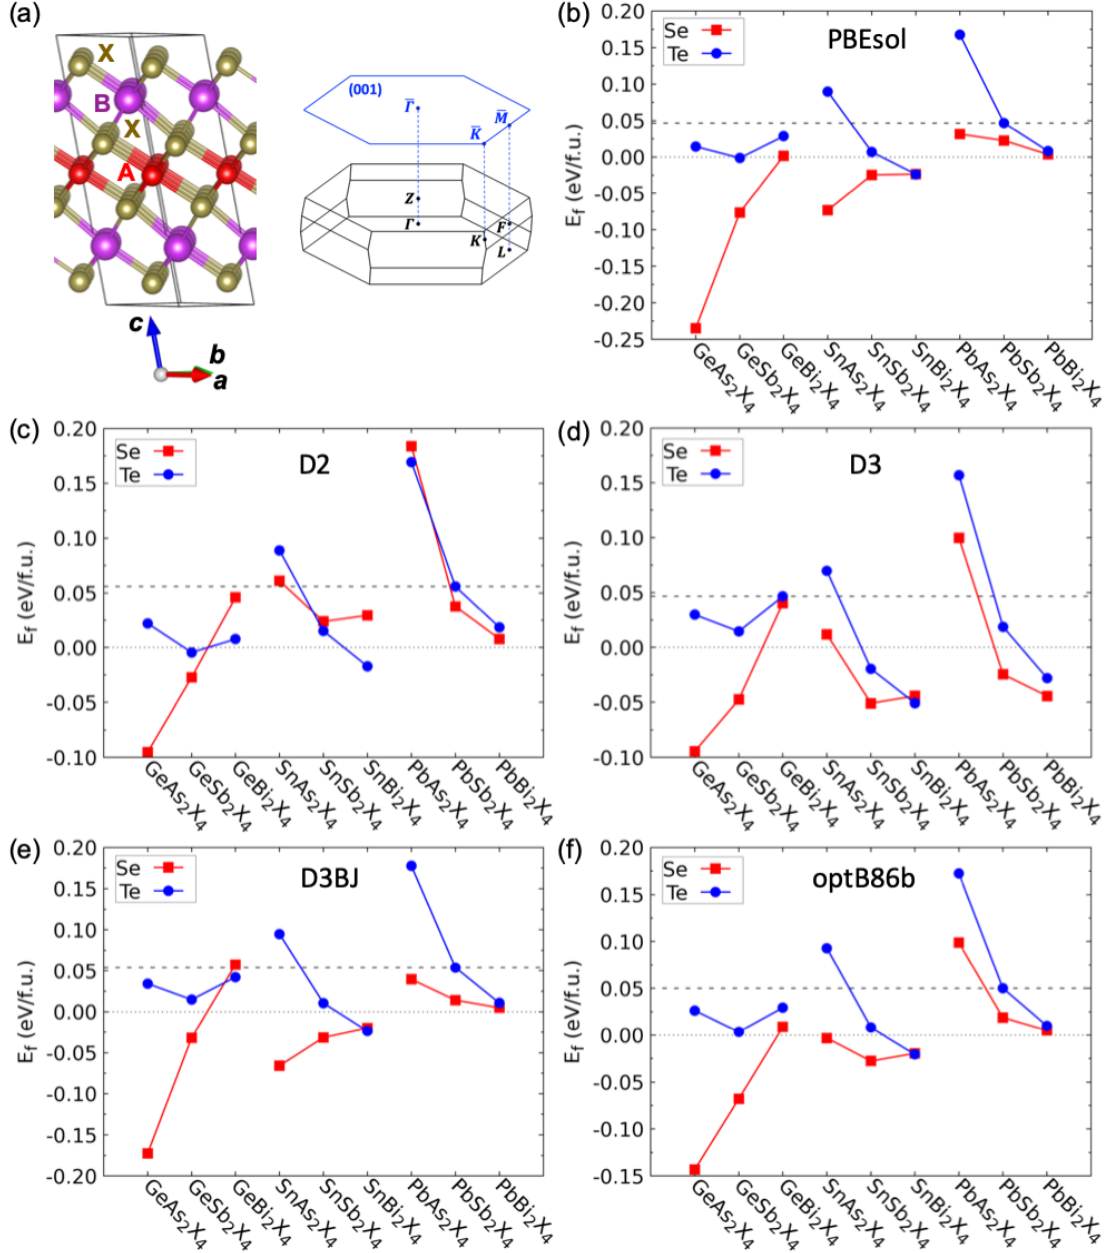 (a)
X
B
X
A
c
b
a
(001)
Γ̅
M̅
K̅
Z
Γ
F
K
L
(b)
PBEsol
Se
Te
E_f (eV/f.u.)
0.20
0.15
0.10
0.05
0.00
-0.05
-0.10
-0.15
-0.20
-0.25
GeAs₂X₄
GeSb₂X₄
GeBi₂X₄
SnAs₂X₄
SnSb₂X₄
SnBi₂X₄
PbAs₂X₄
PbSb₂X₄
PbBi₂X₄
(c)
D2
Se
Te
E_f (eV/f.u.)
0.20
0.15
0.10
0.05
0.00
-0.05
-0.10
GeAs₂X₄
GeSb₂X₄
GeBi₂X₄
SnAs₂X₄
SnSb₂X₄
SnBi₂X₄
PbAs₂X₄
PbSb₂X₄
PbBi₂X₄
(d)
D3
Se
Te
E_f (eV/f.u.)
0.20
0.15
0.10
0.05
0.00
-0.05
-0.10
GeAs₂X₄
GeSb₂X₄
GeBi₂X₄
SnAs₂X₄
SnSb₂X₄
SnBi₂X₄
PbAs₂X₄
PbSb₂X₄
PbBi₂X₄
(e)
D3BJ
Se
Te
E_f (eV/f.u.)
0.20
0.15
0.10
0.05
0.00
-0.05
-0.10
-0.15
-0.20
GeAs₂X₄
GeSb₂X₄
GeBi₂X₄
SnAs₂X₄
SnSb₂X₄
SnBi₂X₄
PbAs₂X₄
PbSb₂X₄
PbBi₂X₄
(f)
optB86b
Se
Te
E_f (eV/f.u.)
0.20
0.15
0.10
0.05
0.00
-0.05
-0.10
-0.15
GeAs₂X₄
GeSb₂X₄
GeBi₂X₄
SnAs₂X₄
SnSb₂X₄
SnBi₂X₄
PbAs₂X₄
PbSb₂X₄
PbBi₂X₄